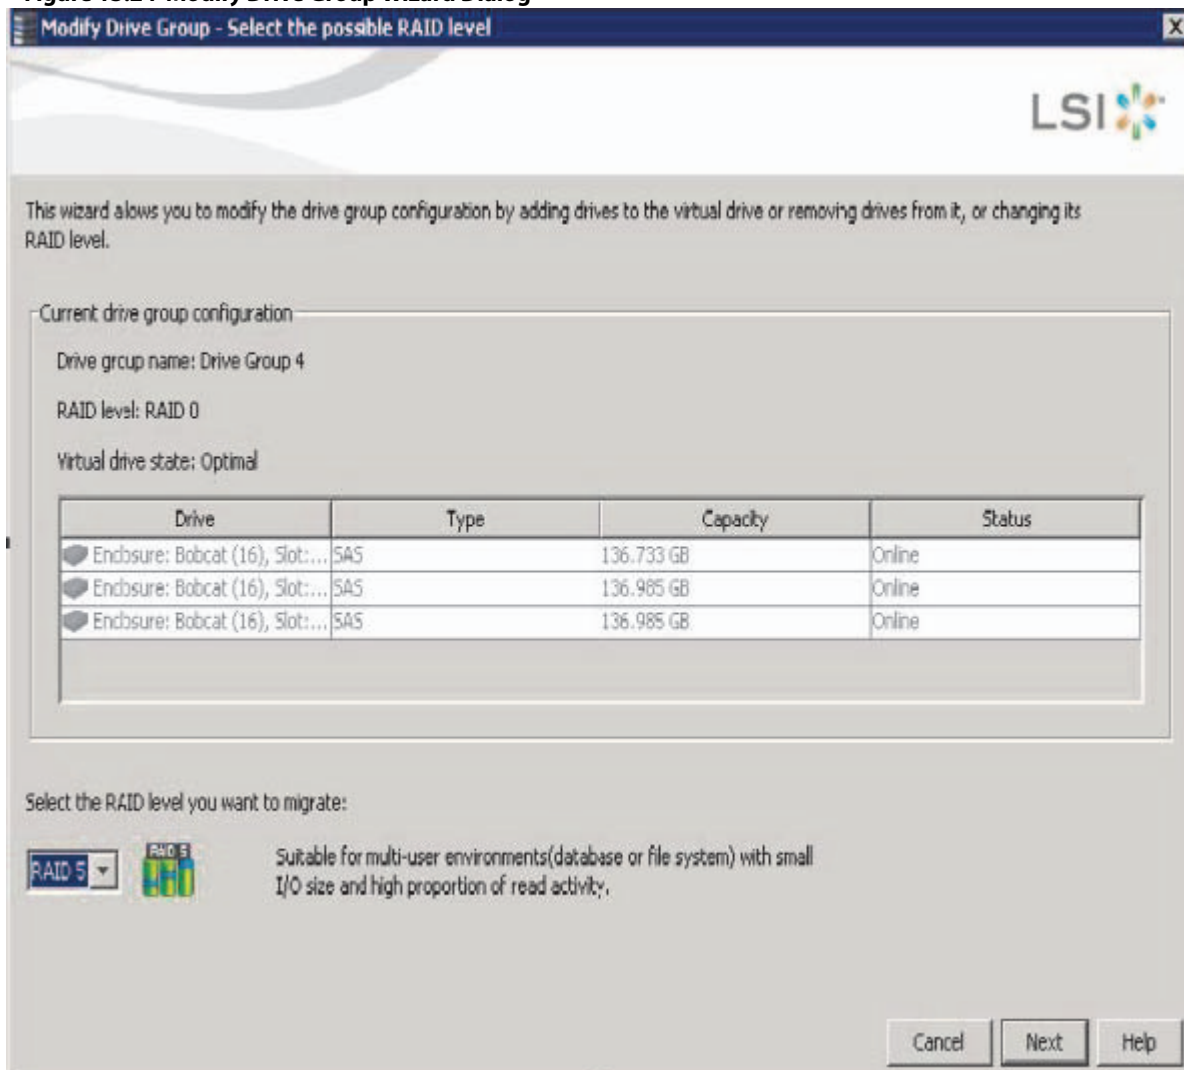 Modify Drive Group - Select the possible RAID level
LSI
This wizard alows you to modify the drive group configuration by adding drives to the virtual drive or removing drives from it, or changing its
RAID level.
Current drive group configuration
Drive group name: Drive Group 4
RAID level: RAID 0
Virtual drive state: Optimal
Drive Type Capacity Status
Enclosure: Bobcat (16), Slot:... SAS 136.733 GB Online
Enclosure: Bobcat (16), Slot:... SAS 136.985 GB Online
Enclosure: Bobcat (16), Slot:... SAS 136.985 GB Online
Select the RAID level you want to migrate:
RAID 5
RAID 5
Suitable for multi-user environments(database or file system) with small
I/O size and high proportion of read activity.
Cancel Next Help